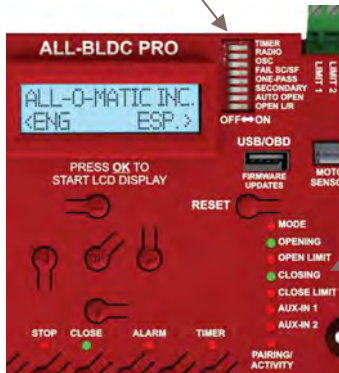 ALL-BLDC PRO
TIMER
RADIO
OSC
FAIL SC/SF
ONE-PASS
SECONDARY
AUTO OPEN
OPEN L/R
OFF⟷ON
LIMIT 1
LIMIT 2
ALL-O-MATIC INC.
<ENG ESP.>
PRESS OK TO
START LCD DISPLAY
USB/OBD
FIRMWARE
UPDATES
MOTO
SENSO
RESET
MODE
OPENING
OPEN LIMIT
CLOSING
CLOSE LIMIT
AUX-IN 1
AUX-IN 2
STOP CLOSE ALARM TIMER
PAIRING/
ACTIVITY